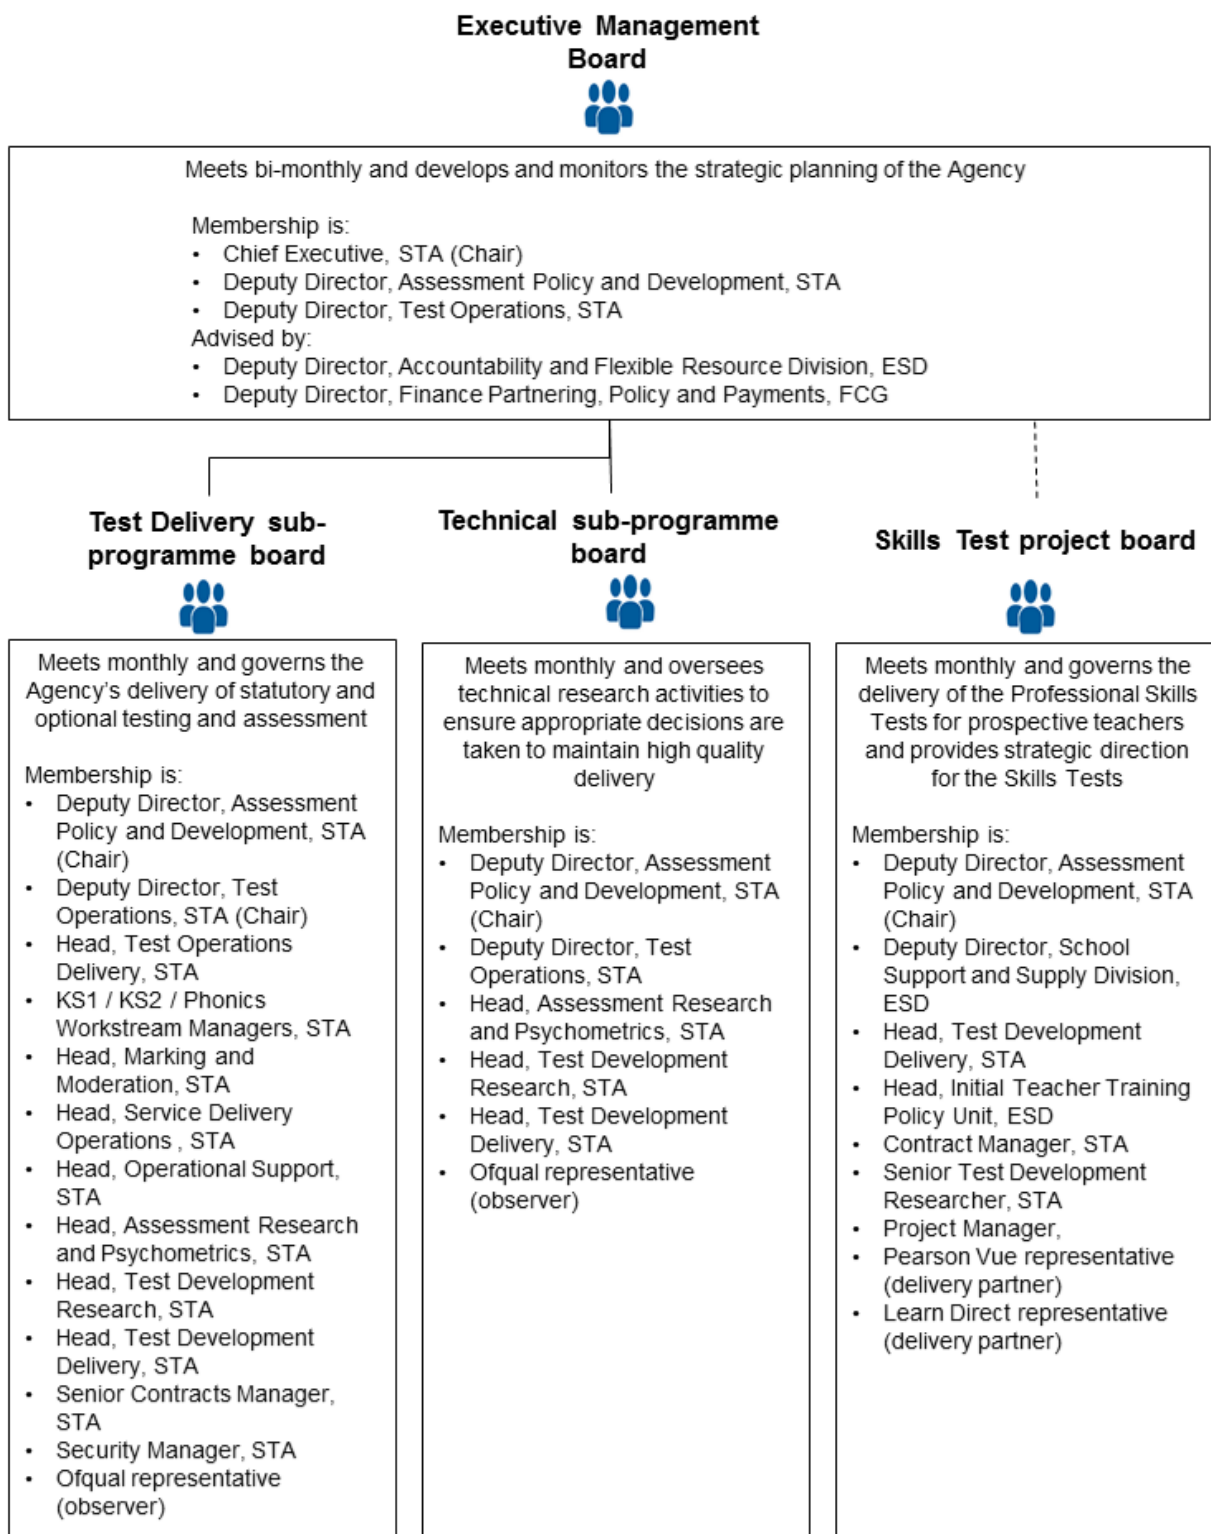 Executive Management
Board
Meets bi-monthly and develops and monitors the strategic planning of the Agency
Membership is:
• Chief Executive, STA (Chair)
• Deputy Director, Assessment Policy and Development, STA
• Deputy Director, Test Operations, STA
Advised by:
• Deputy Director, Accountability and Flexible Resource Division, ESD
• Deputy Director, Finance Partnering, Policy and Payments, FCG
Test Delivery sub-
programme board
Meets monthly and governs the
Agency’s delivery of statutory and
optional testing and assessment
Membership is:
• Deputy Director, Assessment
Policy and Development, STA
(Chair)
• Deputy Director, Test
Operations, STA (Chair)
• Head, Test Operations
Delivery, STA
• KS1 / KS2 / Phonics
Workstream Managers, STA
• Head, Marking and
Moderation, STA
• Head, Service Delivery
Operations , STA
• Head, Operational Support,
STA
• Head, Assessment Research
and Psychometrics, STA
• Head, Test Development
Research, STA
• Head, Test Development
Delivery, STA
• Senior Contracts Manager,
STA
• Security Manager, STA
• Ofqual representative
(observer)
Technical sub-programme
board
Meets monthly and oversees
technical research activities to
ensure appropriate decisions are
taken to maintain high quality
delivery
Membership is:
• Deputy Director, Assessment
Policy and Development, STA
(Chair)
• Deputy Director, Test
Operations, STA
• Head, Assessment Research
and Psychometrics, STA
• Head, Test Development
Research, STA
• Head, Test Development
Delivery, STA
• Ofqual representative
(observer)
Skills Test project board
Meets monthly and governs the
delivery of the Professional Skills
Tests for prospective teachers
and provides strategic direction
for the Skills Tests
Membership is:
• Deputy Director, Assessment
Policy and Development, STA
(Chair)
• Deputy Director, School
Support and Supply Division,
ESD
• Head, Test Development
Delivery, STA
• Head, Initial Teacher Training
Policy Unit, ESD
• Contract Manager, STA
• Senior Test Development
Researcher, STA
• Project Manager,
• Pearson Vue representative
(delivery partner)
• Learn Direct representative
(delivery partner)